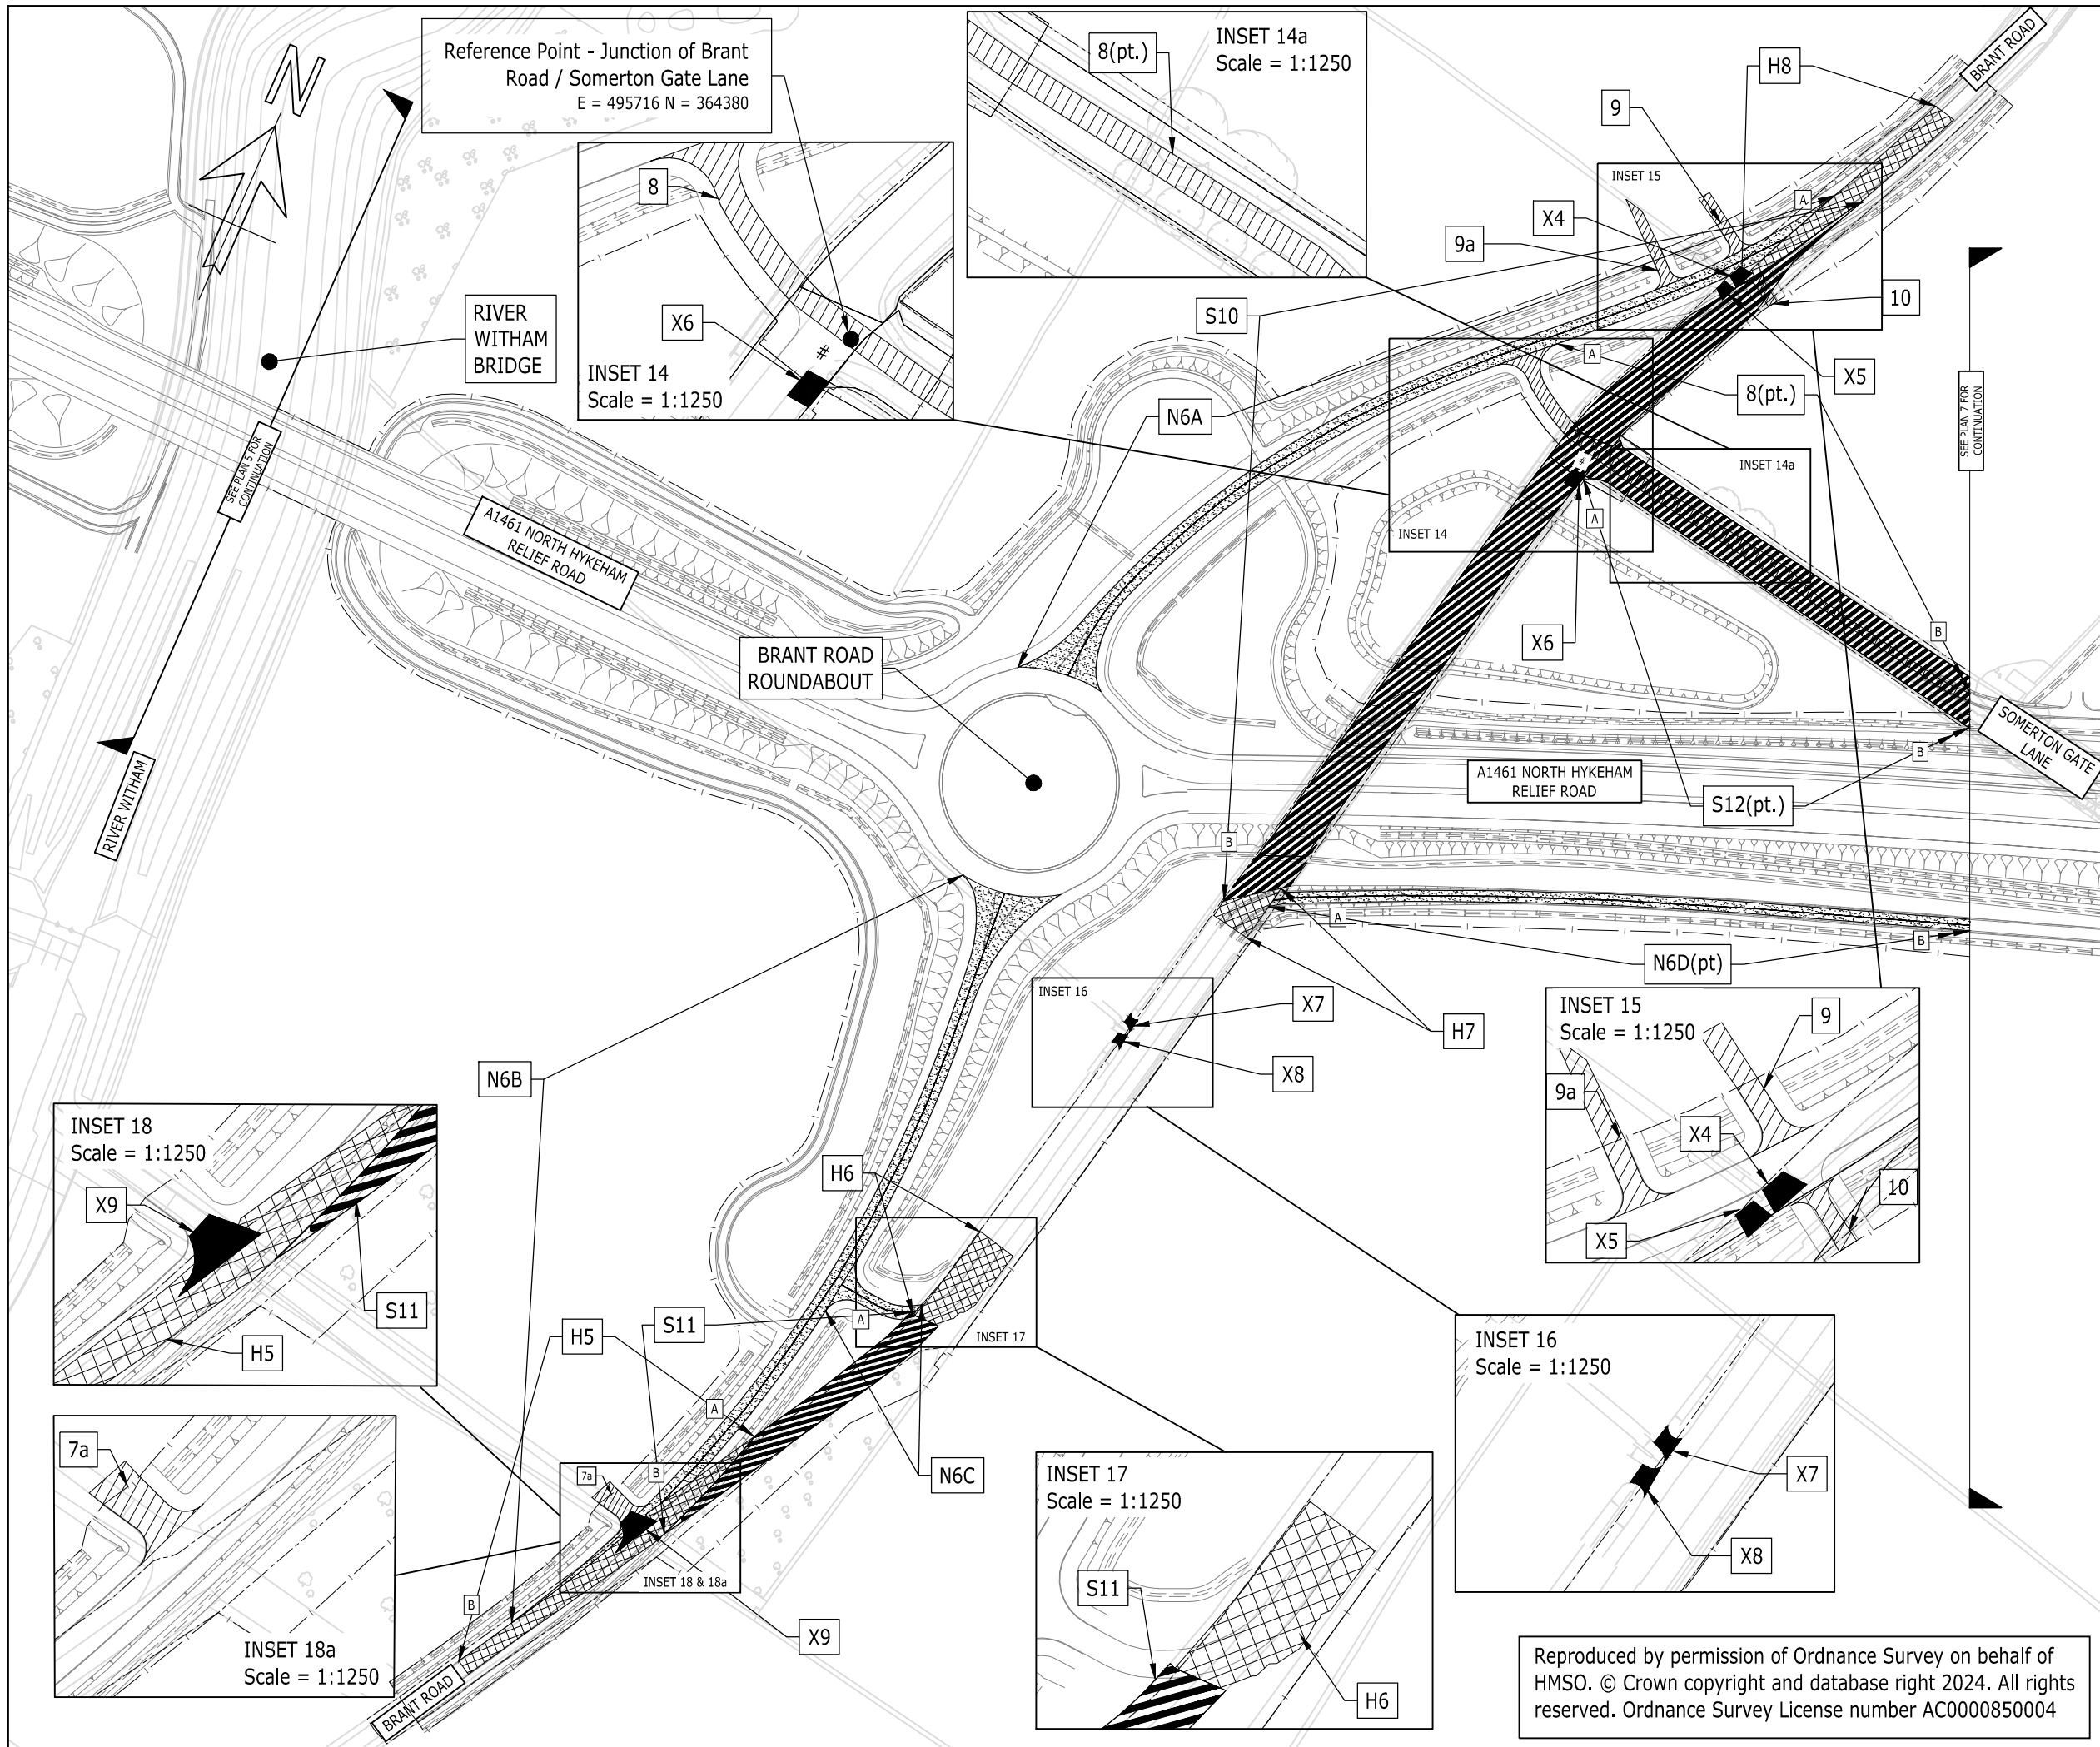 Reference Point - Junction of Brant
Road / Somerton Gate Lane
E = 495716 N = 364380
N
8(pt.)
INSET 14a
Scale = 1:1250
BRANT ROAD
H8
9
INSET 15
A
X4
9a
10
S10
X5
8(pt.)
A
N6A
8
X6
#
INSET 14
Scale = 1:1250
RIVER
WITHAM
BRIDGE
SEE PLAN 5 FOR
CONTINUATION
SEE PLAN 7 FOR
CONTINUATION
A1461 NORTH HYKEHAM
RELIEF ROAD
#
INSET 14a
INSET 14
A
X6
B
BRANT ROAD
ROUNDABOUT
SOMERTON GATE
LANE
B
A1461 NORTH HYKEHAM
RELIEF ROAD
S12(pt.)
RIVER WITHAM
B
A
B
N6D(pt)
INSET 16
X7
H7
X8
N6B
INSET 15
Scale = 1:1250
9
9a
X4
10
X5
INSET 18
Scale = 1:1250
X9
S11
H5
H6
A
INSET 17
S11
H5
A
B
7a
INSET 18 & 18a
N6C
B
X9
BRANT ROAD
7a
INSET 18a
Scale = 1:1250
INSET 16
Scale = 1:1250
X7
X8
INSET 17
Scale = 1:1250
S11
H6
Reproduced by permission of Ordnance Survey on behalf of
HMSO. © Crown copyright and database right 2024. All rights
reserved. Ordnance Survey License number AC0000850004